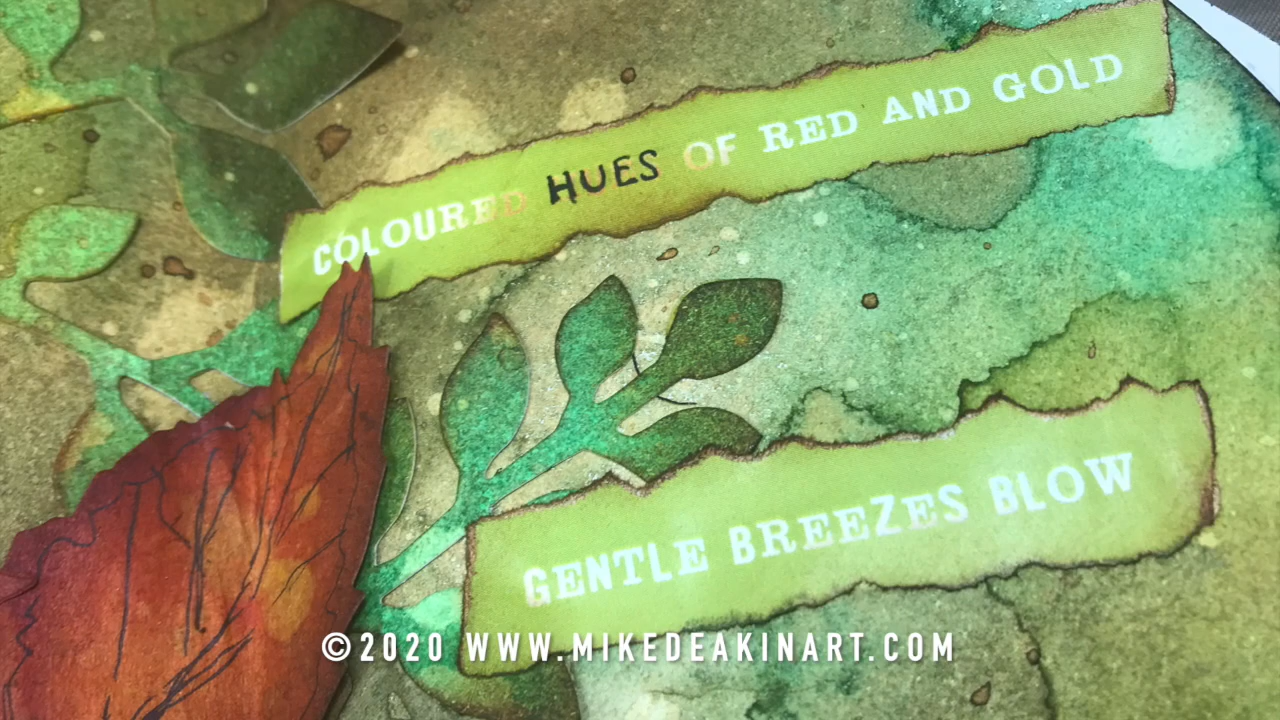 COLOURED HUES OF RED AND GOLD
GENTLE BREEZES BLOW
©2020 WWW.MIKEDEAKINART.COM